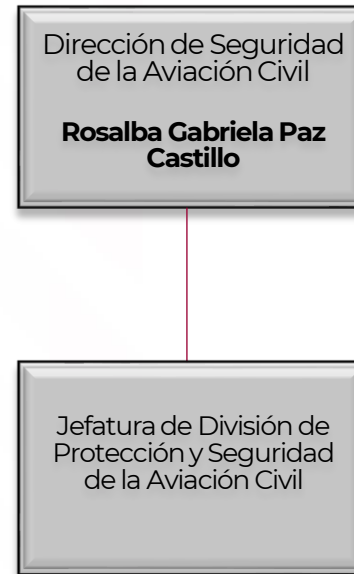 Dirección de Seguridad
de la Aviación Civil
Rosalba Gabriela Paz
Castillo
Jefatura de División de
Protección y Seguridad
de la Aviación Civil